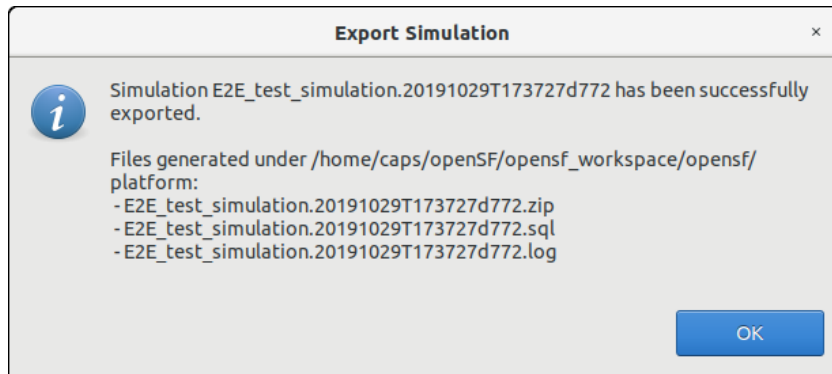 Export Simulation
×
Simulation E2E_test_simulation.20191029T173727d772 has been successfully
exported.
Files generated under /home/caps/openSF/opensf_workspace/opensf/
platform:
- E2E_test_simulation.20191029T173727d772.zip
- E2E_test_simulation.20191029T173727d772.sql
- E2E_test_simulation.20191029T173727d772.log
OK